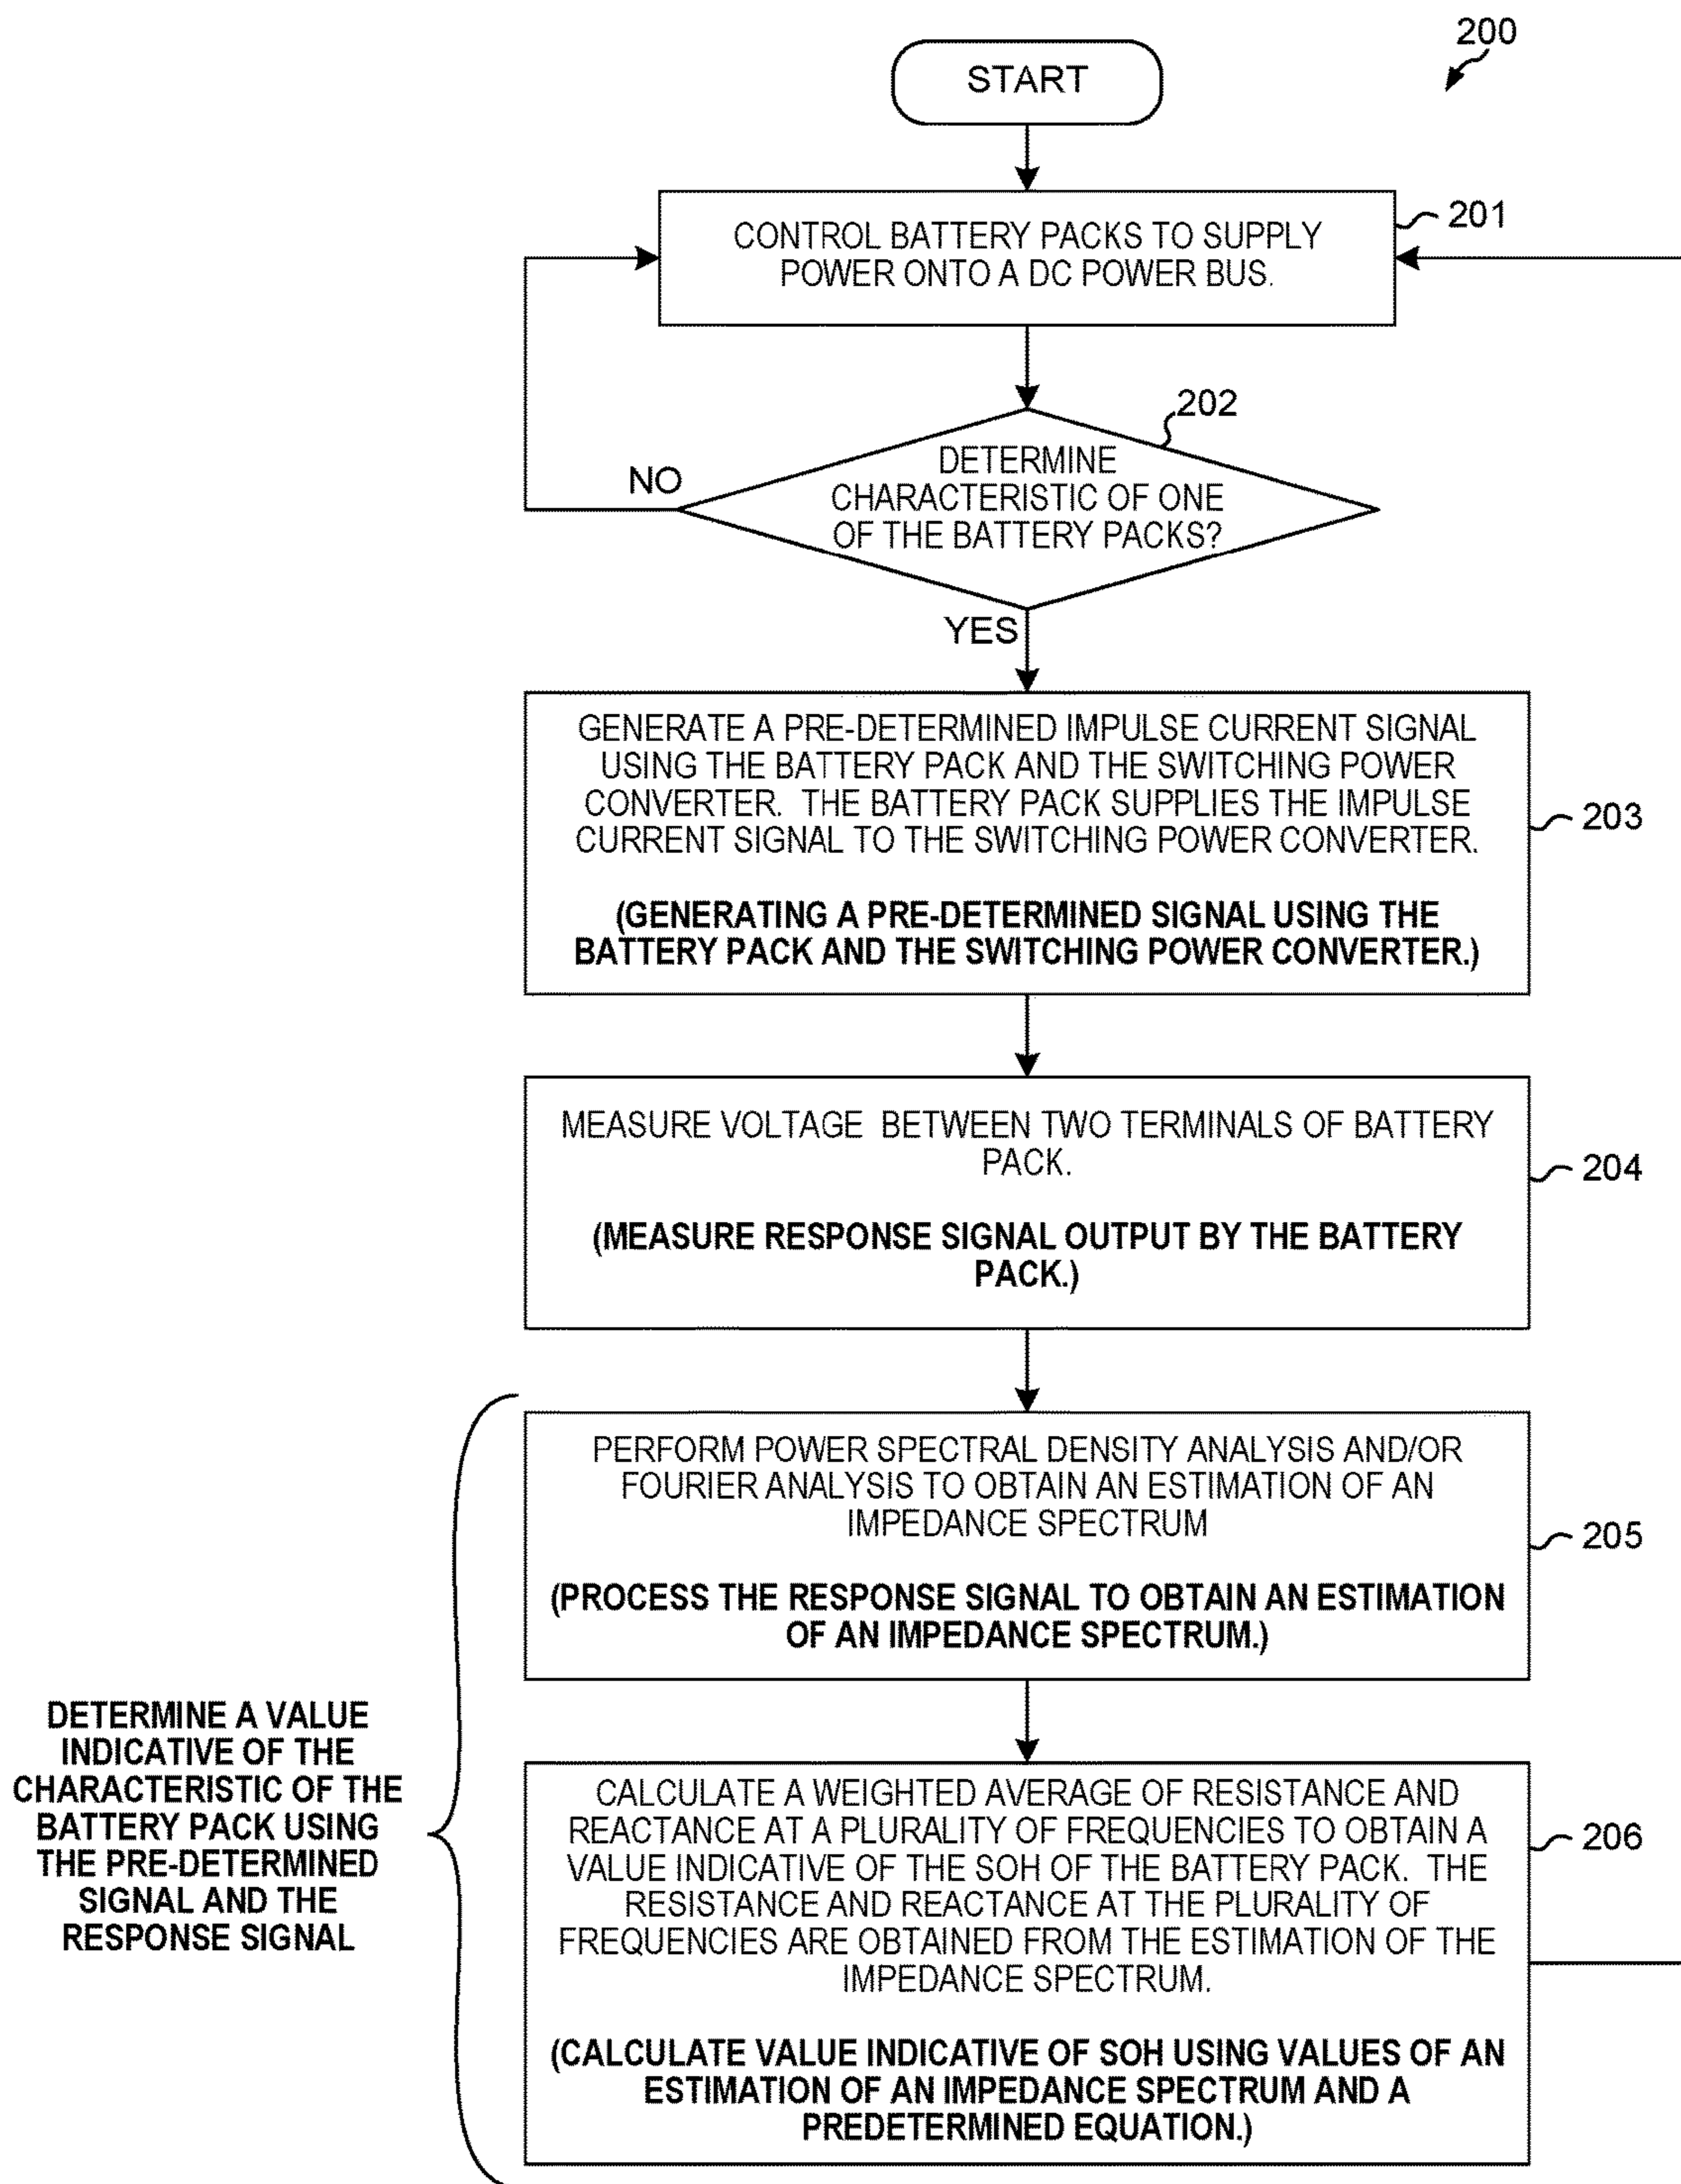 200
START
201
CONTROL BATTERY PACKS TO SUPPLY
POWER ONTO A DC POWER BUS.
202
DETERMINE
CHARACTERISTIC OF ONE
OF THE BATTERY PACKS?
NO
YES
GENERATE A PRE-DETERMINED IMPULSE CURRENT SIGNAL
USING THE BATTERY PACK AND THE SWITCHING POWER
CONVERTER. THE BATTERY PACK SUPPLIES THE IMPULSE
CURRENT SIGNAL TO THE SWITCHING POWER CONVERTER.
(GENERATING A PRE-DETERMINED SIGNAL USING THE
BATTERY PACK AND THE SWITCHING POWER CONVERTER.)
203
MEASURE VOLTAGE BETWEEN TWO TERMINALS OF BATTERY
PACK.
(MEASURE RESPONSE SIGNAL OUTPUT BY THE BATTERY
PACK.)
204
PERFORM POWER SPECTRAL DENSITY ANALYSIS AND/OR
FOURIER ANALYSIS TO OBTAIN AN ESTIMATION OF AN
IMPEDANCE SPECTRUM
(PROCESS THE RESPONSE SIGNAL TO OBTAIN AN ESTIMATION
OF AN IMPEDANCE SPECTRUM.)
205
DETERMINE A VALUE
INDICATIVE OF THE
CHARACTERISTIC OF THE
BATTERY PACK USING
THE PRE-DETERMINED
SIGNAL AND THE
RESPONSE SIGNAL
CALCULATE A WEIGHTED AVERAGE OF RESISTANCE AND
REACTANCE AT A PLURALITY OF FREQUENCIES TO OBTAIN A
VALUE INDICATIVE OF THE SOH OF THE BATTERY PACK. THE
RESISTANCE AND REACTANCE AT THE PLURALITY OF
FREQUENCIES ARE OBTAINED FROM THE ESTIMATION OF THE
IMPEDANCE SPECTRUM.
(CALCULATE VALUE INDICATIVE OF SOH USING VALUES OF AN
ESTIMATION OF AN IMPEDANCE SPECTRUM AND A
PREDETERMINED EQUATION.)
206